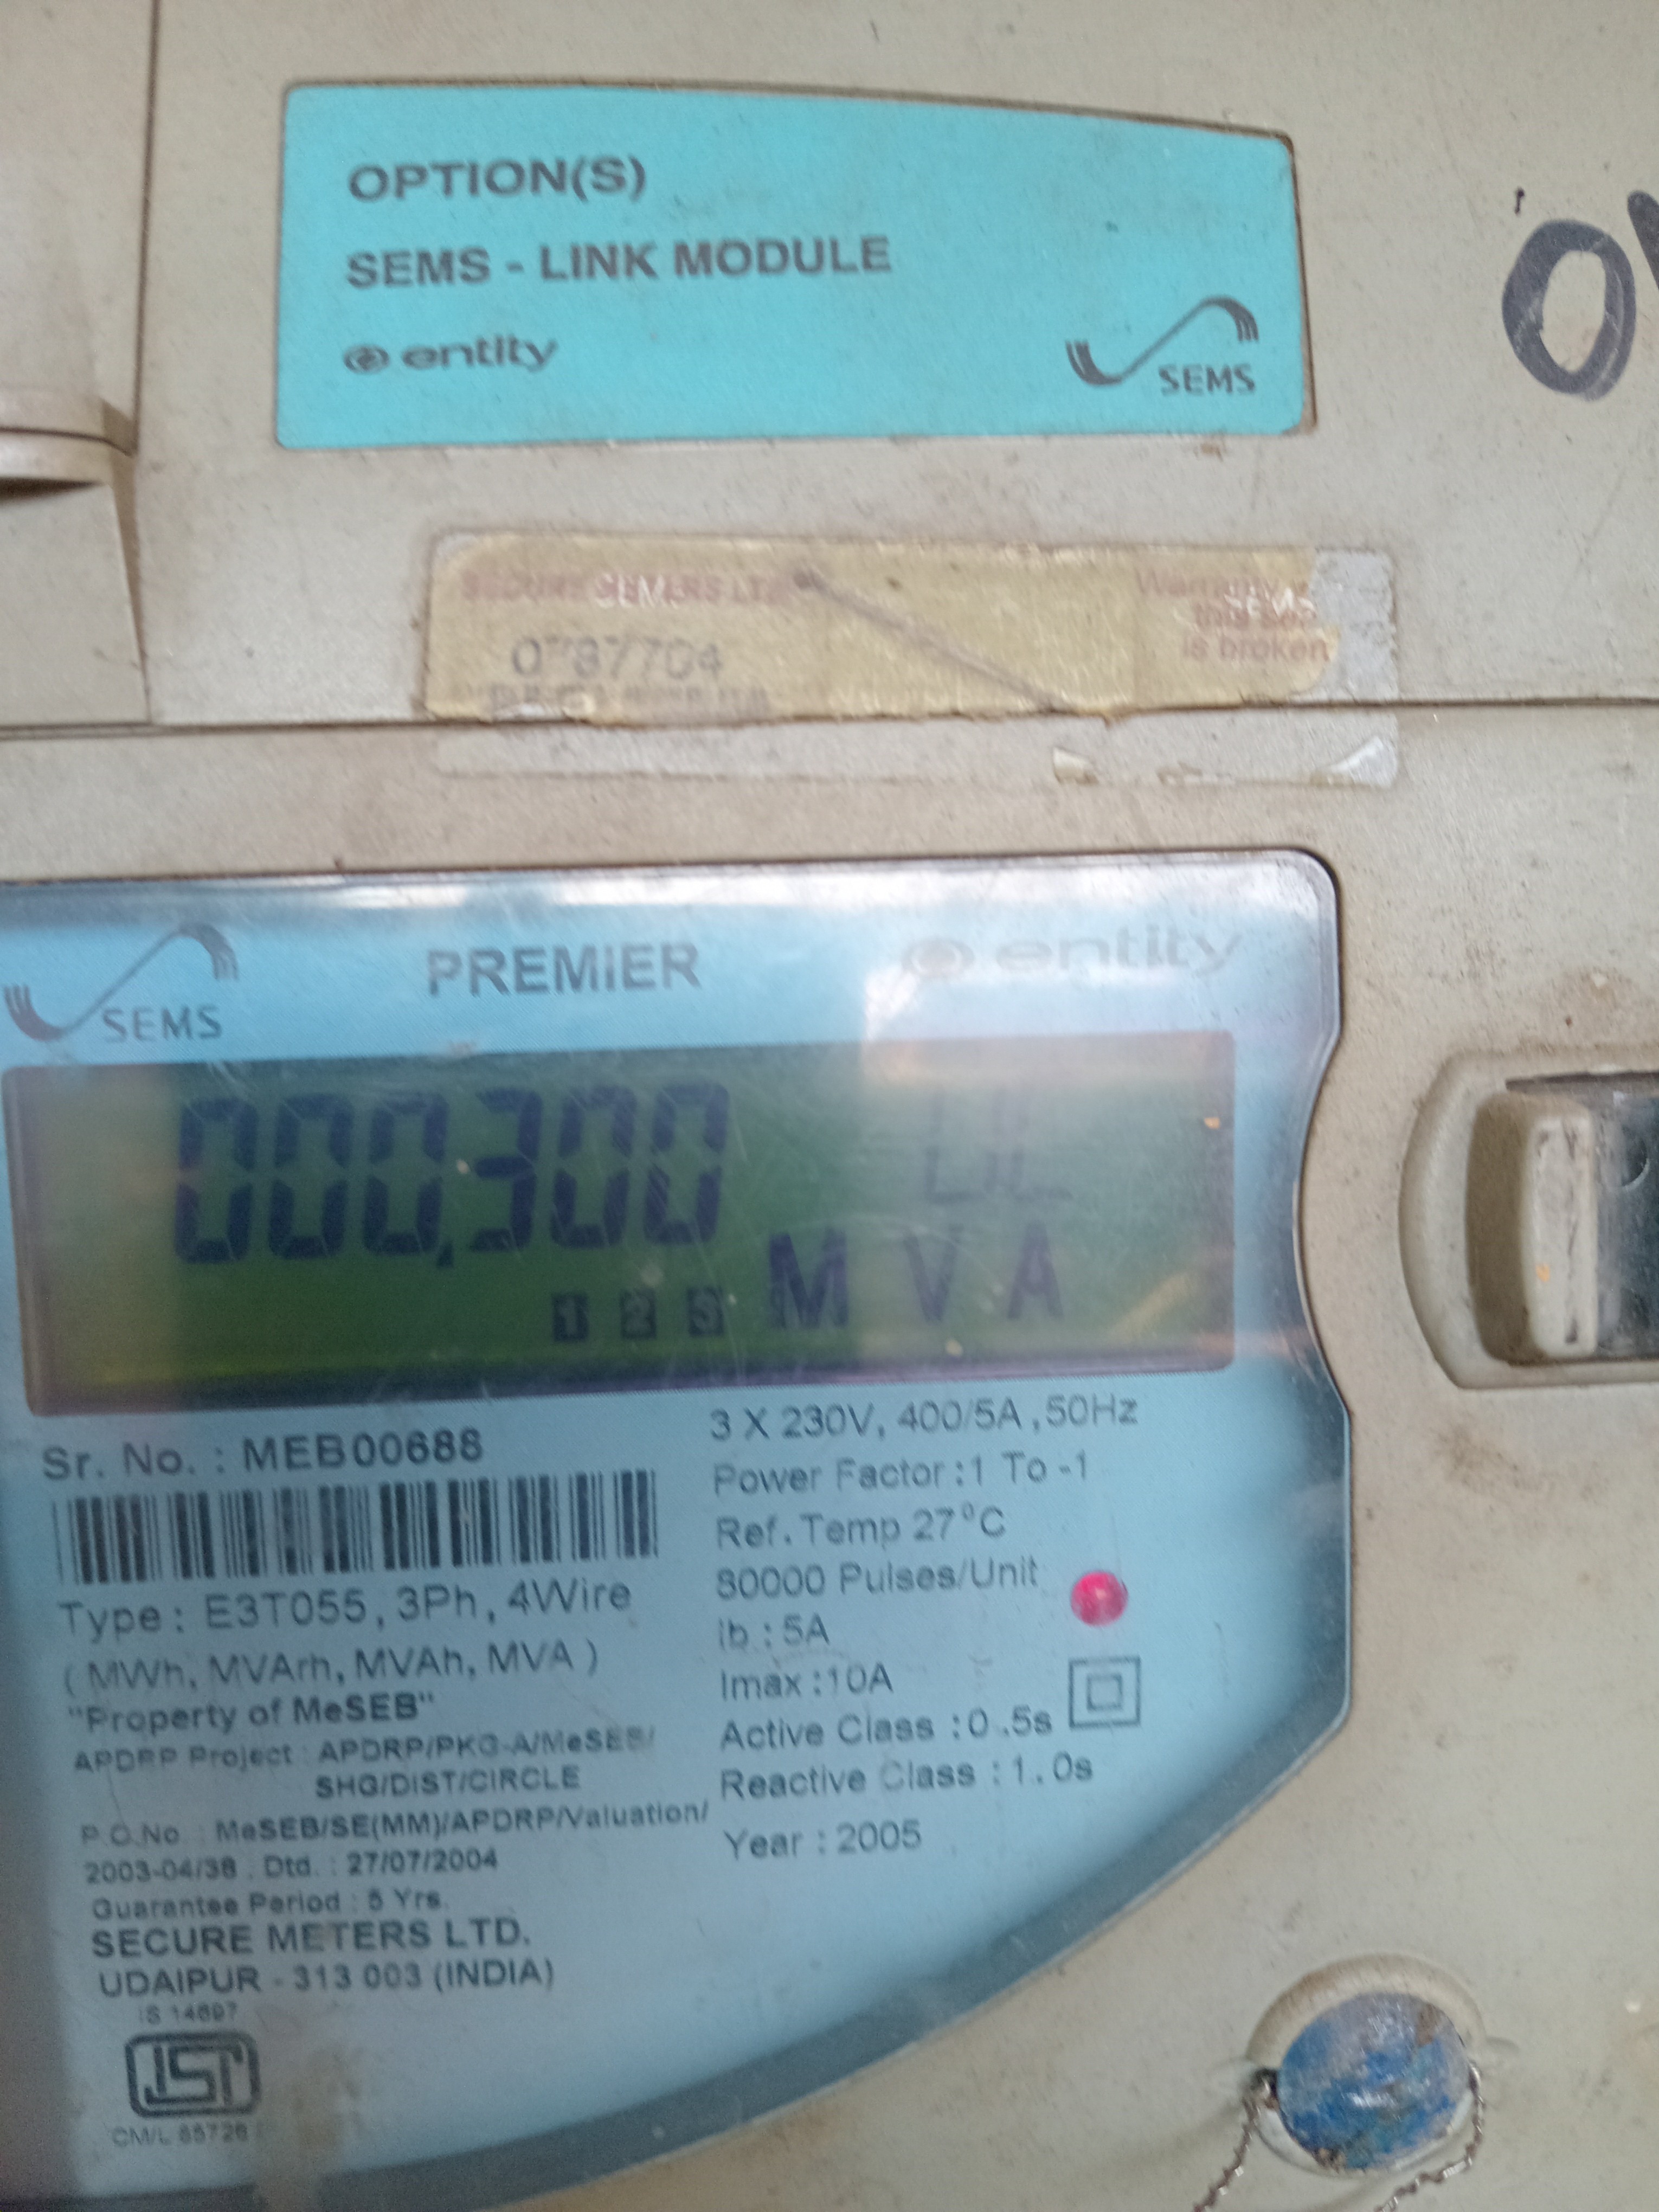 OPTION(S)
SEMS - LINK MODULE
entity
SEMS
SECURE METERS LTD
Warranty
this seal
is broken
SEMS
PREMIER
entity
000,300
1 2 3 MVA
Sr. No. : MEB00688
Type : E3T055, 3Ph, 4Wire
( MWh, MVArh, MVAh, MVA )
"Property of MeSEB"
APDRP Project : APDRP/PKG-A/MeSEB/
SHG/DIST/CIRCLE
P.O.No. : MeSEB/SE(MM)/APDRP/Valuation/
2003-04/38 , Dtd. : 27/07/2004
Guarantee Period : 5 Yrs.
SECURE METERS LTD.
UDAIPUR - 313 003 (INDIA)
IS 14697
CM/L
3 X 230V, 400/5A ,50Hz
Power Factor :1 To -1
Ref. Temp 27°C
80000 Pulses/Unit
Ib : 5A
Imax :10A
Active Class :0.5s
Reactive Class : 1.0s
Year : 2005